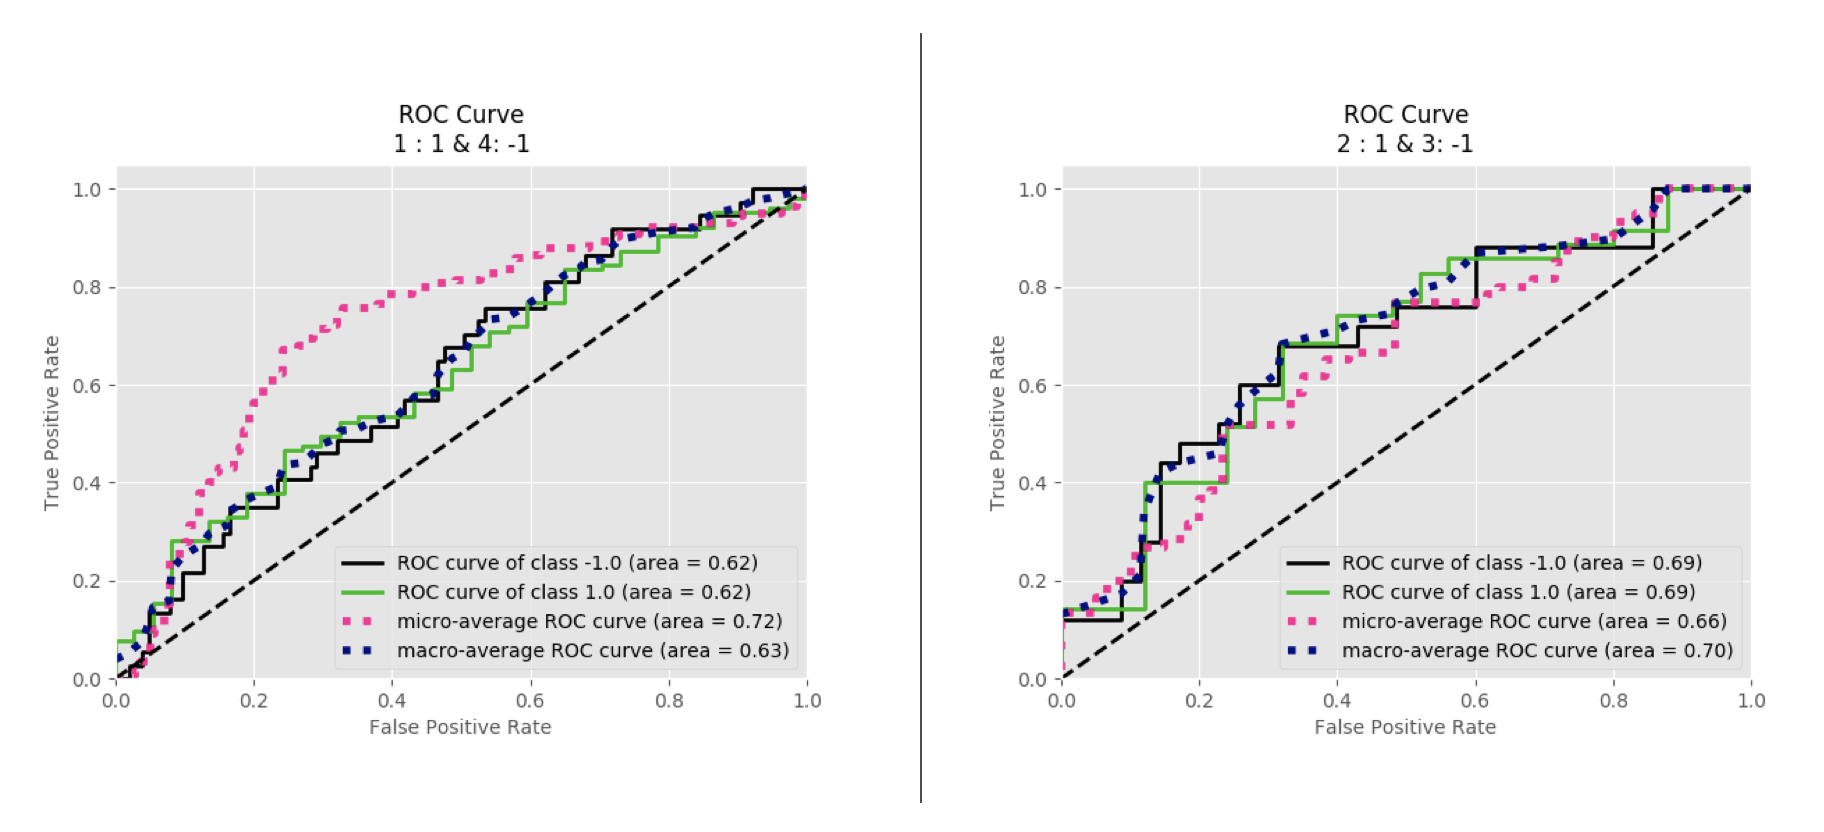 ROC Curve
1 : 1 & 4: -1
1.0
0.8
0.6
0.4
0.2
0.0
True Positive Rate
ROC curve of class -1.0 (area = 0.62)
ROC curve of class 1.0 (area = 0.62)
micro-average ROC curve (area = 0.72)
macro-average ROC curve (area = 0.63)
0.0 0.2 0.4 0.6 0.8 1.0
False Positive Rate
ROC Curve
2 : 1 & 3: -1
1.0
0.8
0.6
0.4
0.2
0.0
True Positive Rate
ROC curve of class -1.0 (area = 0.69)
ROC curve of class 1.0 (area = 0.69)
micro-average ROC curve (area = 0.66)
macro-average ROC curve (area = 0.70)
0.0 0.2 0.4 0.6 0.8 1.0
False Positive Rate